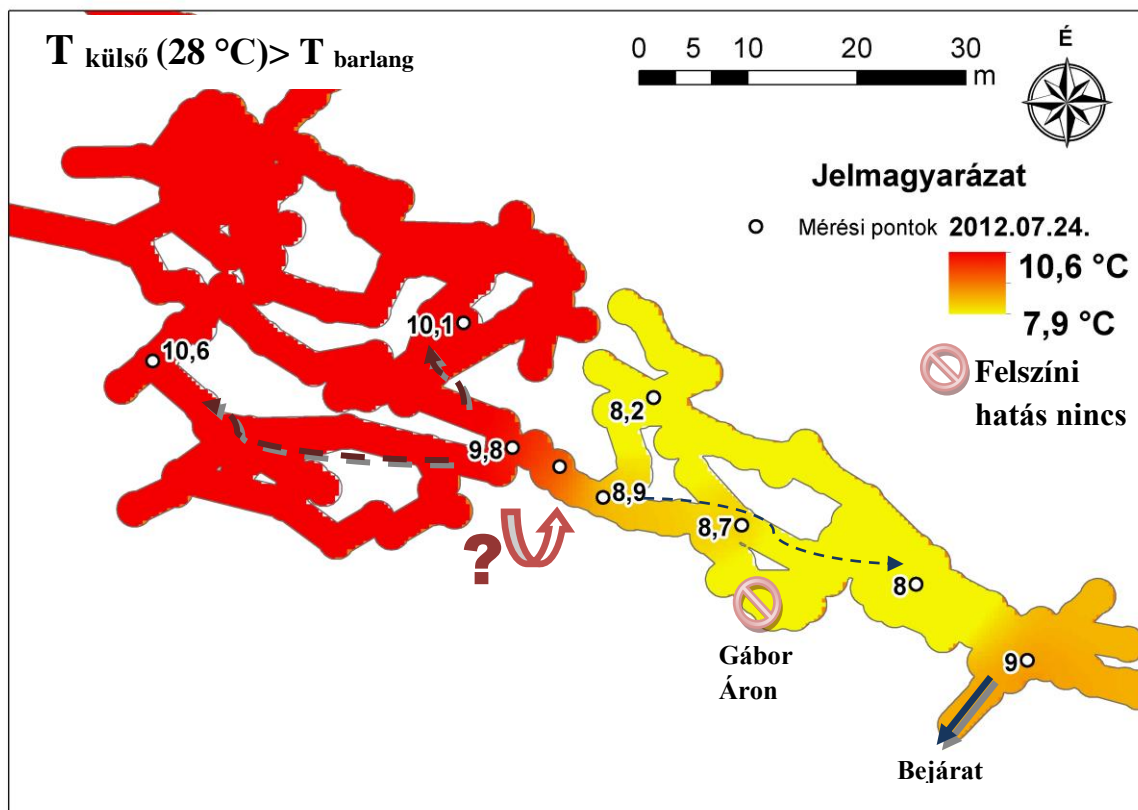 T külső (28 °C)> T barlang
0 5 10 20 30
m
É
Jelmagyarázat
Mérési pontok 2012.07.24.
10,6 °C
7,9 °C
Felszíni
hatás nincs
10,1
10,6
8,2
9,8
8,9
8,7
?
8
9
Gábor
Áron
Bejárat